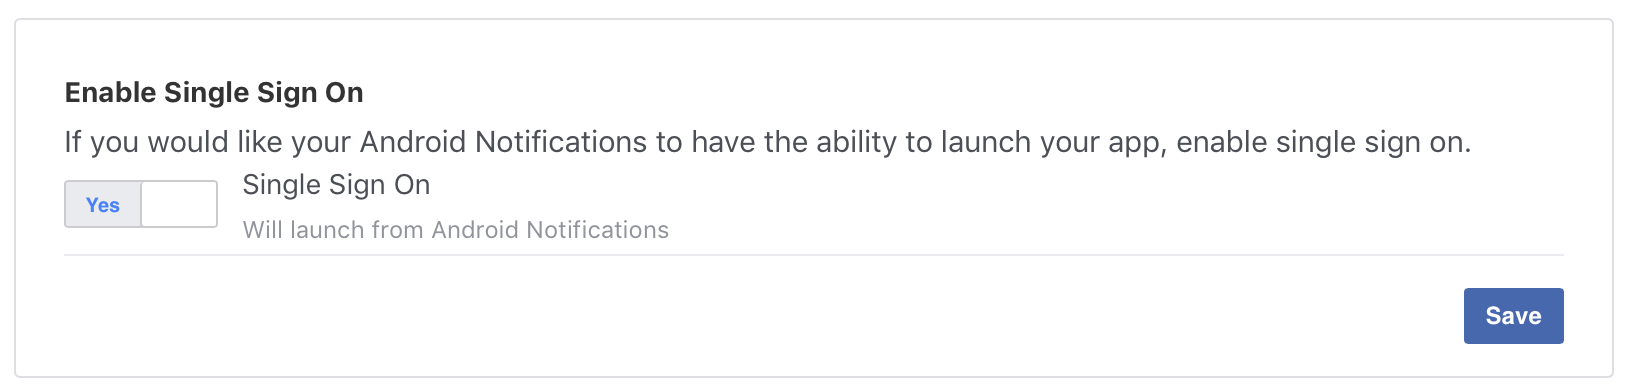 Enable Single Sign On
If you would like your Android Notifications to have the ability to launch your app, enable single sign on.
Yes
Single Sign On
Will launch from Android Notifications
Save